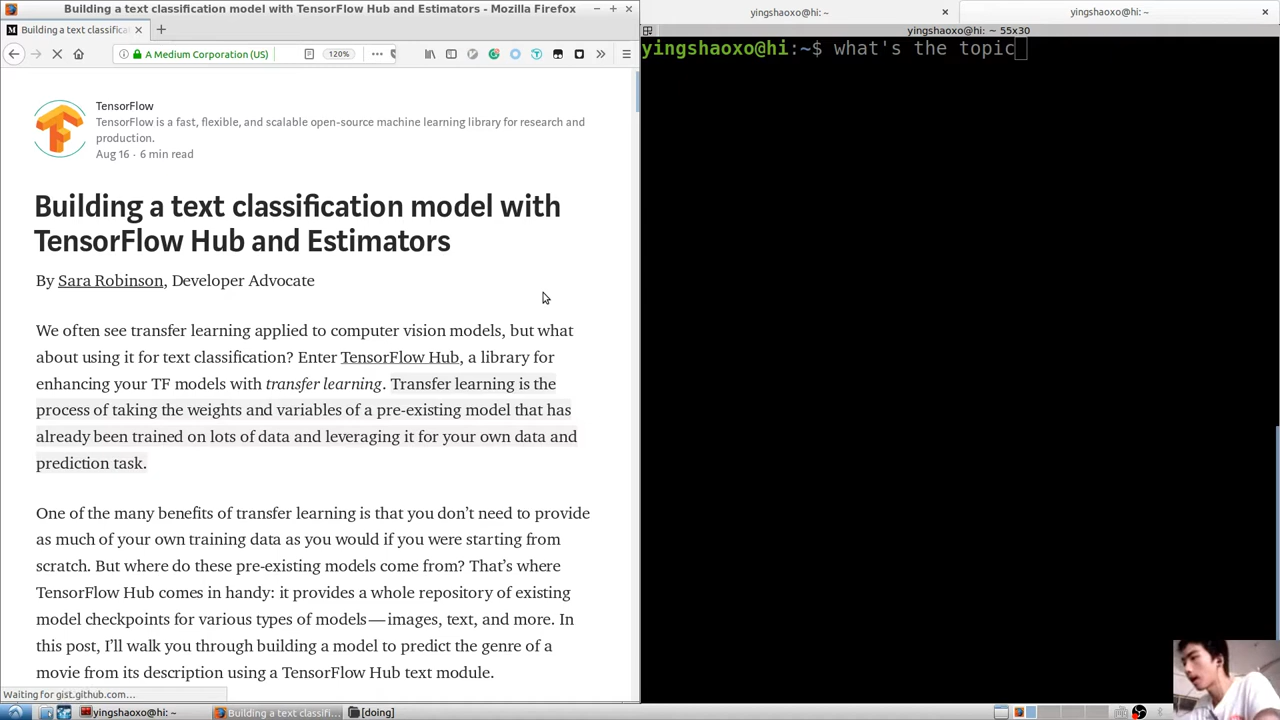 Building a text classification model with TensorFlow Hub and Estimators - Mozilla Firefox
Building a text classificat
A Medium Corporation (US)
120%
TensorFlow
TensorFlow is a fast, flexible, and scalable open-source machine learning library for research and
production.
Aug 16 · 6 min read
Building a text classification model with
TensorFlow Hub and Estimators
By Sara Robinson, Developer Advocate
We often see transfer learning applied to computer vision models, but what
about using it for text classification? Enter TensorFlow Hub, a library for
enhancing your TF models with transfer learning. Transfer learning is the
process of taking the weights and variables of a pre-existing model that has
already been trained on lots of data and leveraging it for your own data and
prediction task.
One of the many benefits of transfer learning is that you don’t need to provide
as much of your own training data as you would if you were starting from
scratch. But where do these pre-existing models come from? That’s where
TensorFlow Hub comes in handy: it provides a whole repository of existing
model checkpoints for various types of models—images, text, and more. In
this post, I’ll walk you through building a model to predict the genre of a
movie from its description using a TensorFlow Hub text module.
Waiting for gist.github.com...
yingshaoxo@hi: ~
yingshaoxo@hi: ~
yingshaoxo@hi: ~ 55x30
yingshaoxo@hi:~$ what's the topic
yingshaoxo@hi: ~
Building a text classifi...
[doing]